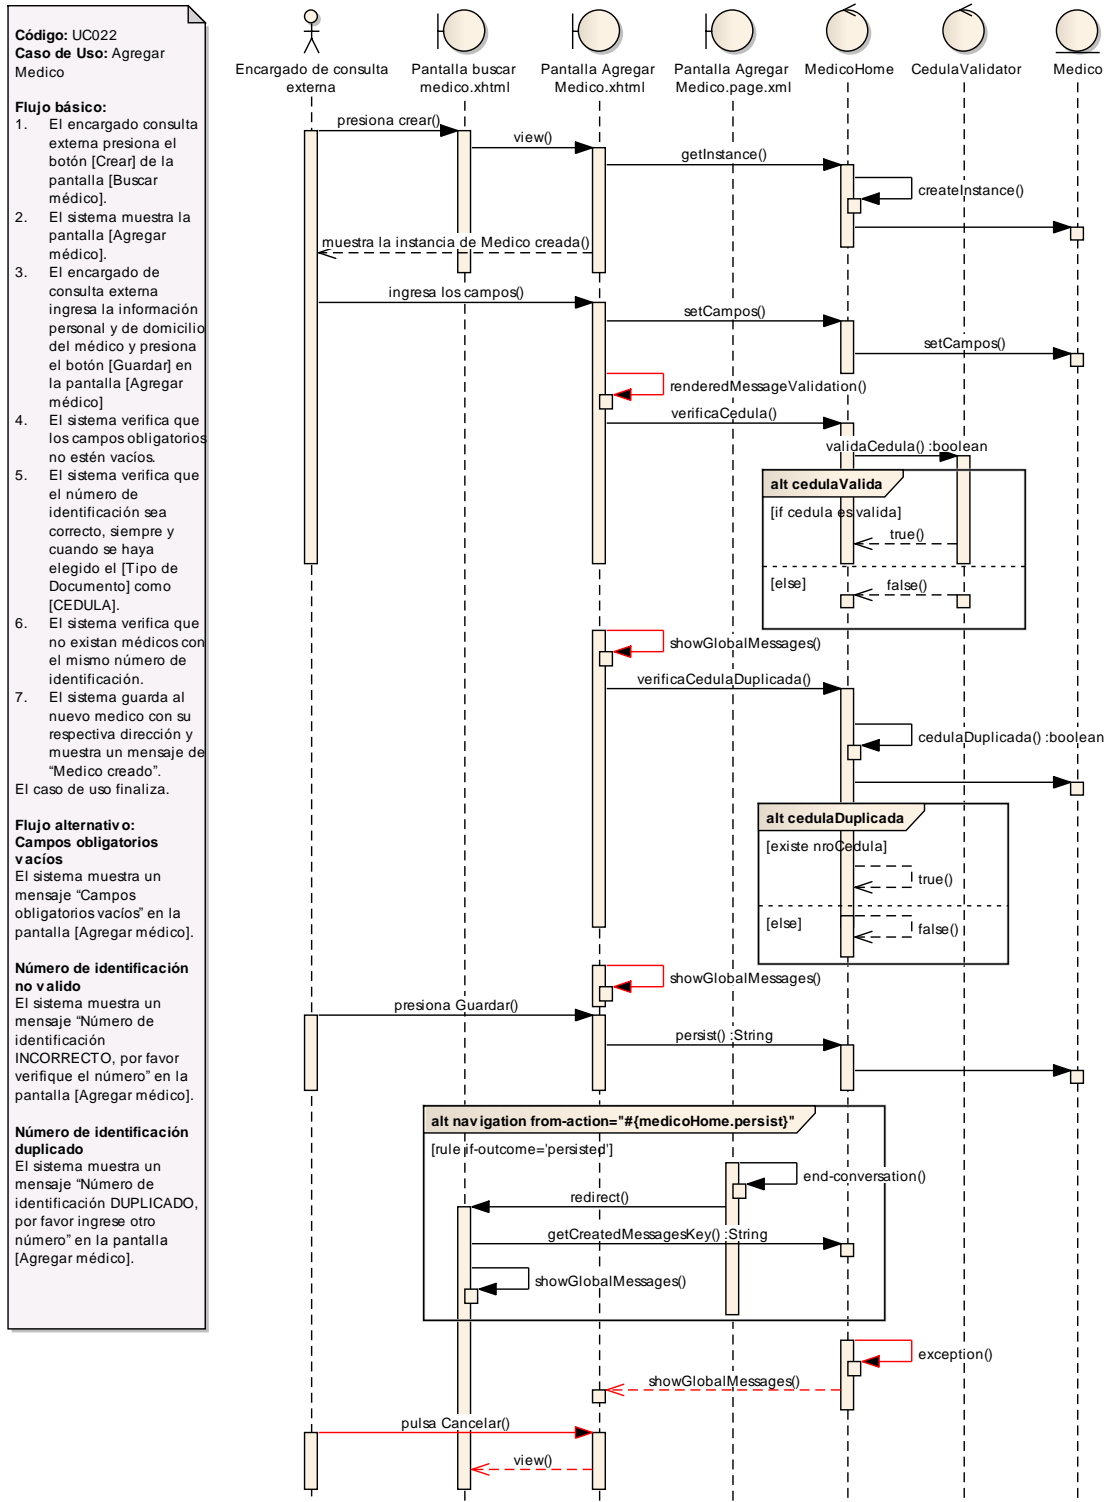 Código: UC022
Caso de Uso: Agregar
Medico
Flujo básico:
1. El encargado consulta
externa presiona el
botón [Crear] de la
pantalla [Buscar
médico].
2. El sistema muestra la
pantalla [Agregar
médico].
3. El encargado de
consulta externa
ingresa la información
personal y de domicilio
del médico y presiona
el botón [Guardar] en
la pantalla [Agregar
médico]
4. El sistema verifica que
los campos obligatorios
no estén vacíos.
5. El sistema verifica que
el número de
identificación sea
correcto, siempre y
cuando se haya
elegido el [Tipo de
Documento] como
[CEDULA].
6. El sistema verifica que
no existan médicos con
el mismo número de
identificación.
7. El sistema guarda al
nuevo medico con su
respectiva dirección y
muestra un mensaje de
“Medico creado”.
El caso de uso finaliza.
Flujo alternativo:
Campos obligatorios
vacíos
El sistema muestra un
mensaje “Campos
obligatorios vacíos” en la
pantalla [Agregar médico].
Número de identificación
no valido
El sistema muestra un
mensaje “Número de
identificación
INCORRECTO, por favor
verifique el número” en la
pantalla [Agregar médico].
Número de identificación
duplicado
El sistema muestra un
mensaje “Número de
identificación DUPLICADO,
por favor ingrese otro
número” en la pantalla
[Agregar médico].
Encargado de consulta
externa
Pantalla buscar
medico.xhtml
Pantalla Agregar
Medico.xhtml
Pantalla Agregar
Medico.page.xml
MedicoHome
CedulaValidator
Medico
presiona crear()
view()
getInstance()
createInstance()
muestra la instancia de Medico creada()
ingresa los campos()
setCampos()
setCampos()
renderedMessageValidation()
verificaCedula()
validaCedula() :boolean
alt cedulaValida
[if cedula es valida]
true()
[else]
false()
showGlobalMessages()
verificaCedulaDuplicada()
cedulaDuplicada() :boolean
alt cedulaDuplicada
[existe nroCedula]
true()
[else]
false()
showGlobalMessages()
presiona Guardar()
persist() :String
alt navigation from-action="#{medicoHome.persist}"
[rule if-outcome='persisted']
end-conversation()
redirect()
getCreatedMessagesKey() :String
showGlobalMessages()
exception()
showGlobalMessages()
pulsa Cancelar()
view()